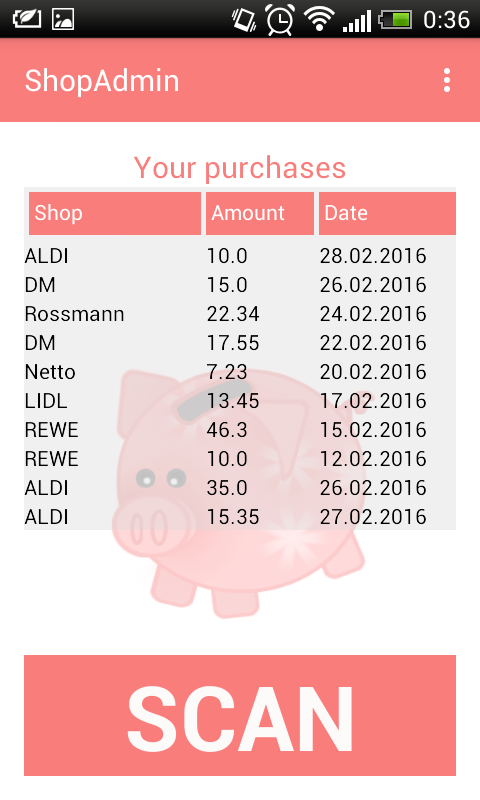 0:36
ShopAdmin
Your purchases
Shop Amount Date
ALDI 10.0 28.02.2016
DM 15.0 26.02.2016
Rossmann 22.34 24.02.2016
DM 17.55 22.02.2016
Netto 7.23 20.02.2016
LIDL 13.45 17.02.2016
REWE 46.3 15.02.2016
REWE 10.0 12.02.2016
ALDI 35.0 26.02.2016
ALDI 15.35 27.02.2016
SCAN